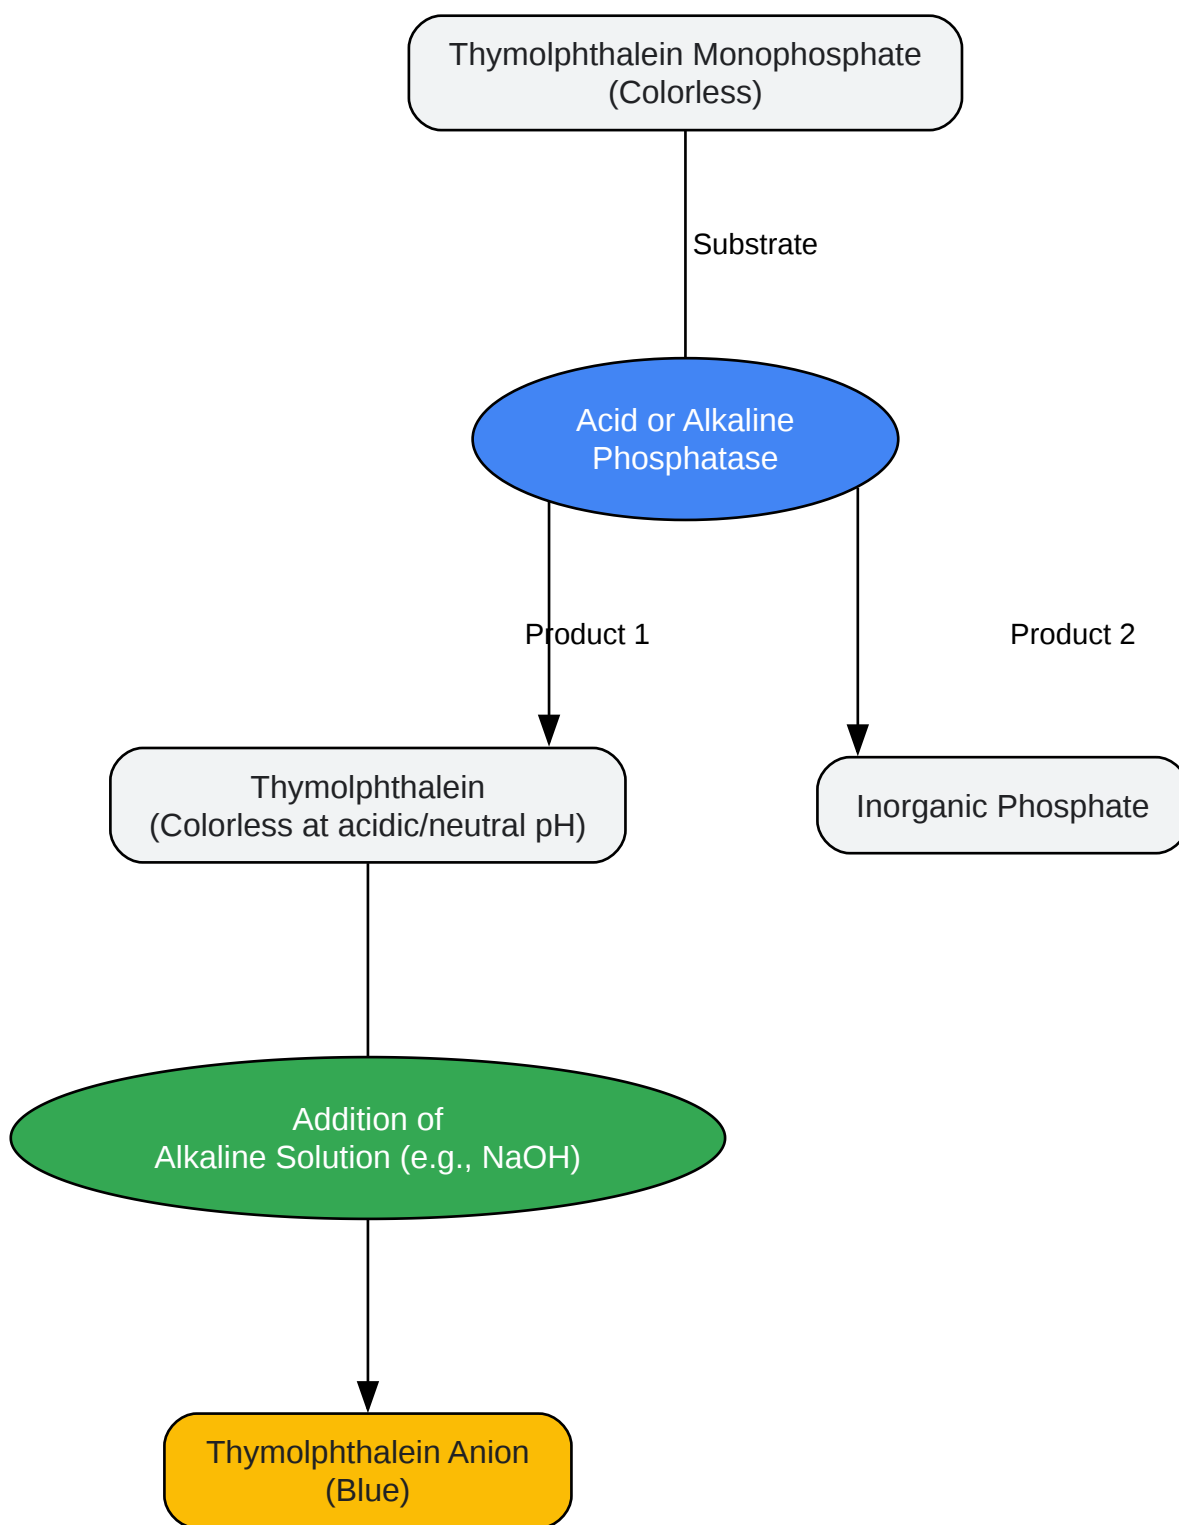 Thymolphthalein Monophosphate
(Colorless)
Substrate
Acid or Alkaline
Phosphatase
Product 1
Product 2
Thymolphthalein
(Colorless at acidic/neutral pH)
Inorganic Phosphate
Addition of
Alkaline Solution (e.g., NaOH)
Thymolphthalein Anion
(Blue)